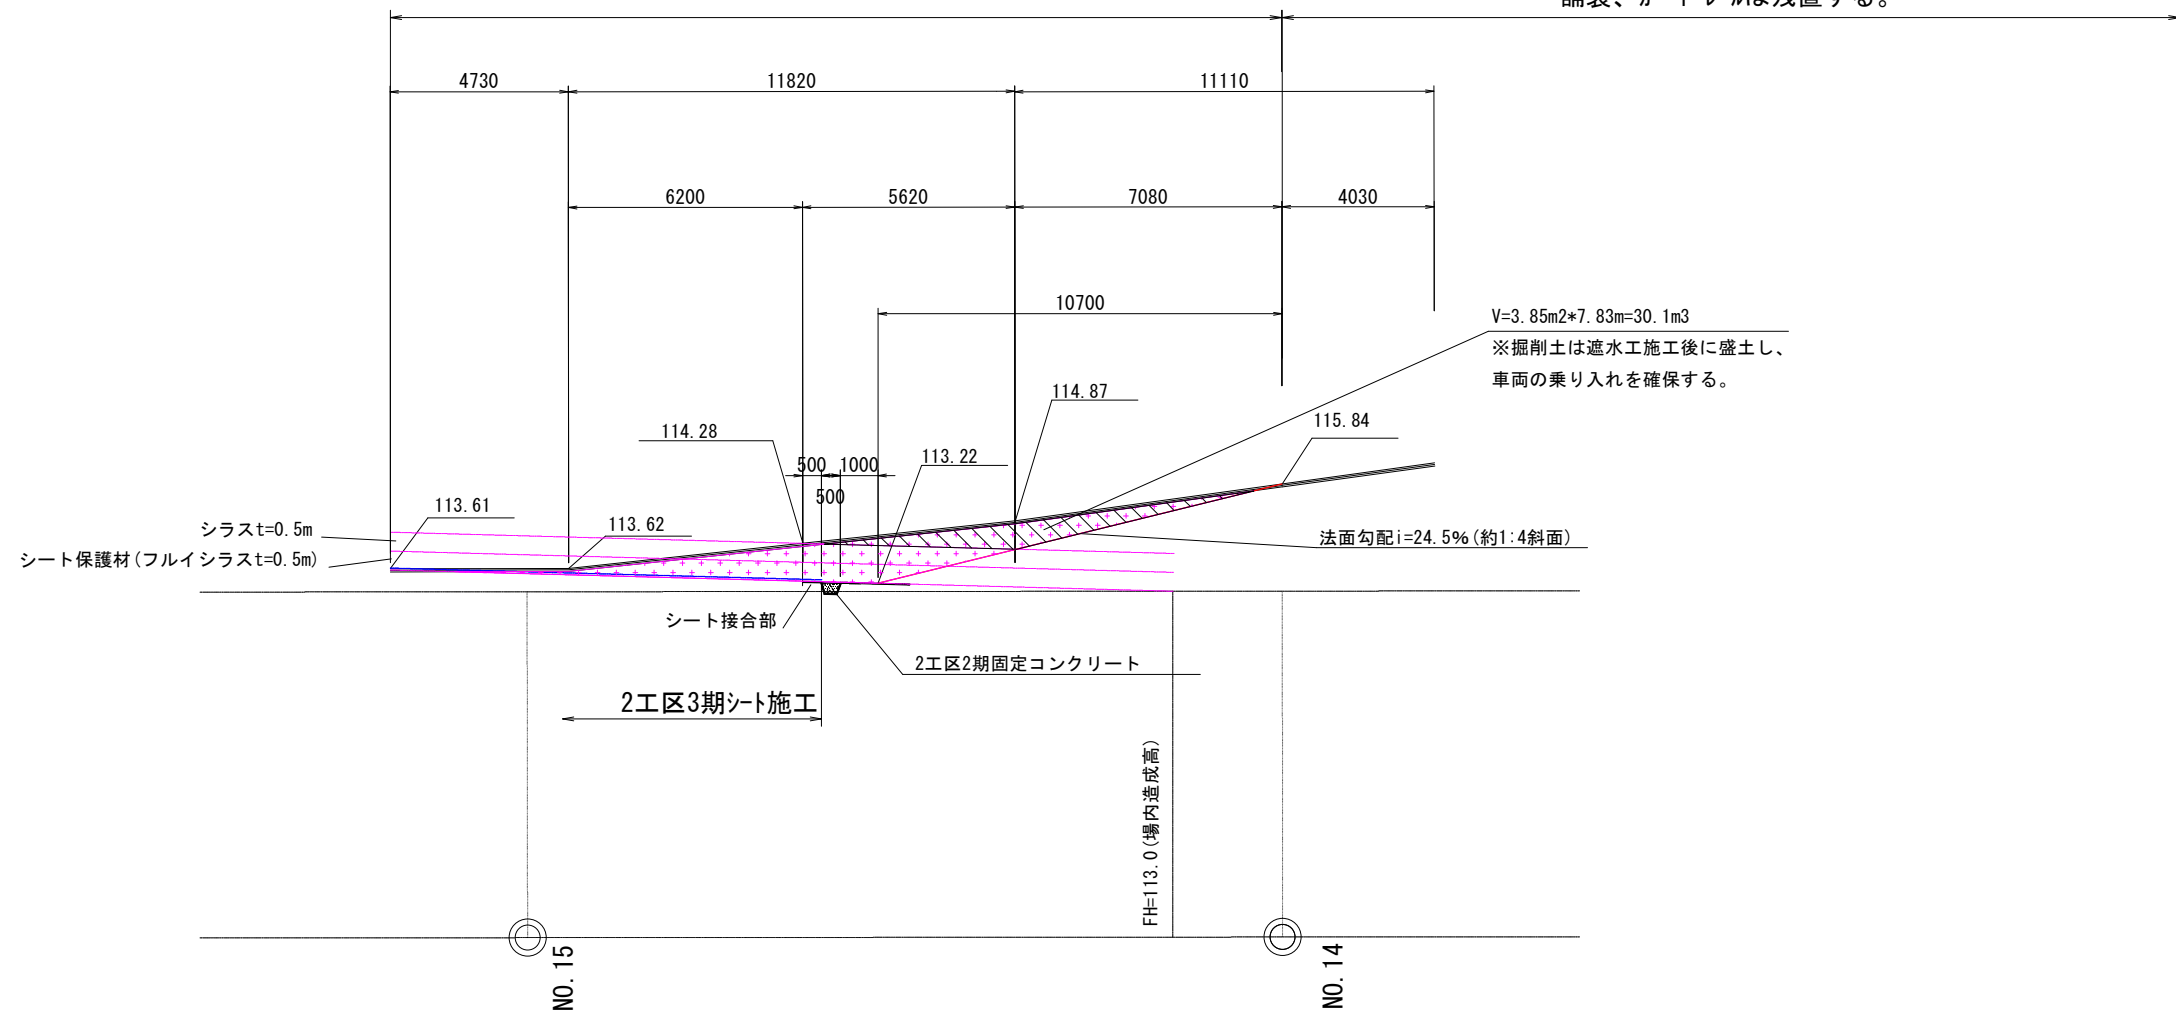 4730
11820
11110
6200
5620
7080
4030
10700
V=3.85m2*7.83m=30.1m3
※掘削土は遮水工施工後に盛土し、
車両の乗り入れを確保する。
114.87
115.84
114.28
113.22
500
1000
500
113.61
113.62
シラスt=0.5m
シート保護材(フルイシラスt=0.5m)
法面勾配i=24.5%(約1:4斜面)
シート接合部
2工区2期固定コンクリート
2工区3期ｼｰﾄ施工
FH=113.0(場内造成高)
NO.15
NO.14